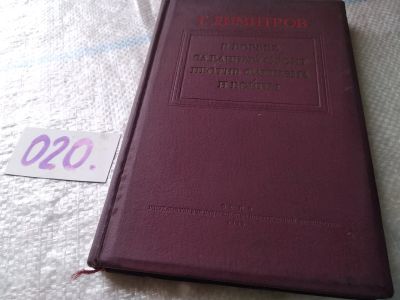 Г. ДИМИТРОВ
В БОРЬБЕ
ЗА ЕДИНЫЙ ФРОНТ
ПРОТИВ ФАШИЗМА
И ВОЙНЫ
020.